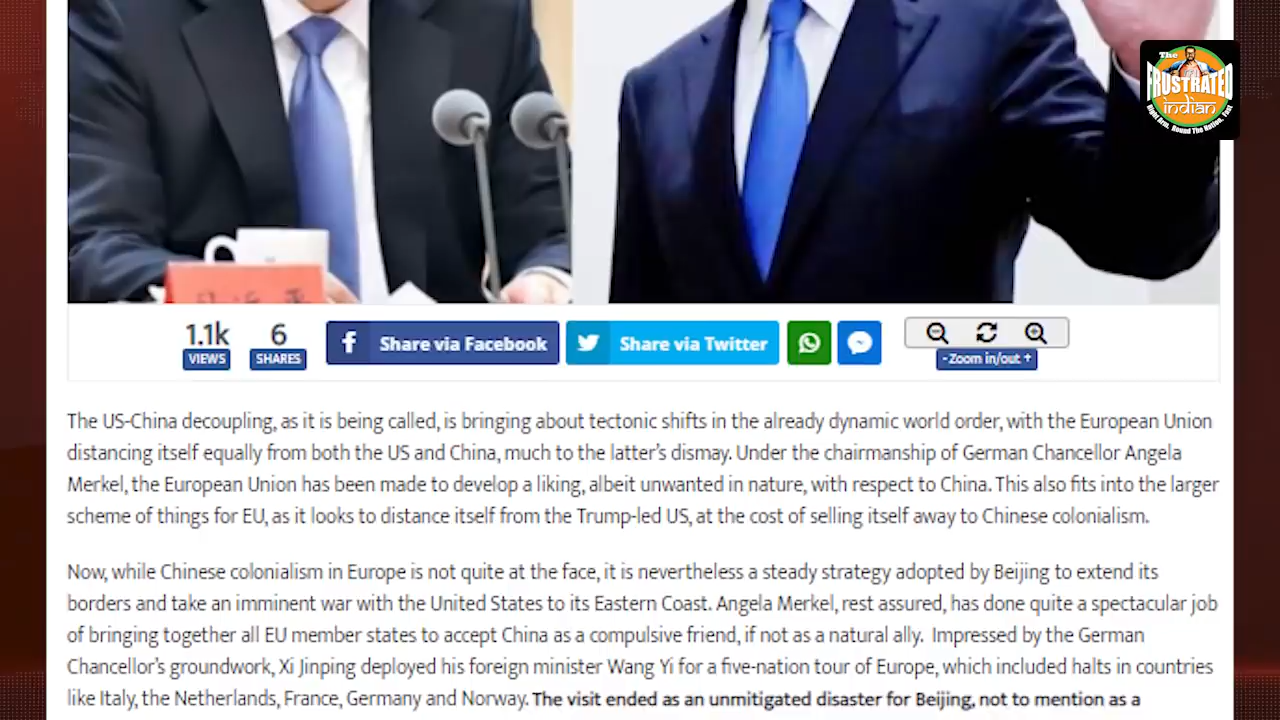 The
FRUSTRATED
indian
Right Arm. Round The Nation. Fast
1.1k
VIEWS
6
SHARES
Share via Facebook
Share via Twitter
- Zoom in/out +
The US-China decoupling, as it is being called, is bringing about tectonic shifts in the already dynamic world order, with the European Union
distancing itself equally from both the US and China, much to the latter's dismay. Under the chairmanship of German Chancellor Angela
Merkel, the European Union has been made to develop a liking, albeit unwanted in nature, with respect to China. This also fits into the larger
scheme of things for EU, as it looks to distance itself from the Trump-led US, at the cost of selling itself away to Chinese colonialism.
Now, while Chinese colonialism in Europe is not quite at the face, it is nevertheless a steady strategy adopted by Beijing to extend its
borders and take an imminent war with the United States to its Eastern Coast. Angela Merkel, rest assured, has done quite a spectacular job
of bringing together all EU member states to accept China as a compulsive friend, if not as a natural ally. Impressed by the German
Chancellor's groundwork, Xi Jinping deployed his foreign minister Wang Yi for a five-nation tour of Europe, which included halts in countries
like Italy, the Netherlands, France, Germany and Norway. The visit ended as an unmitigated disaster for Beijing, not to mention as a